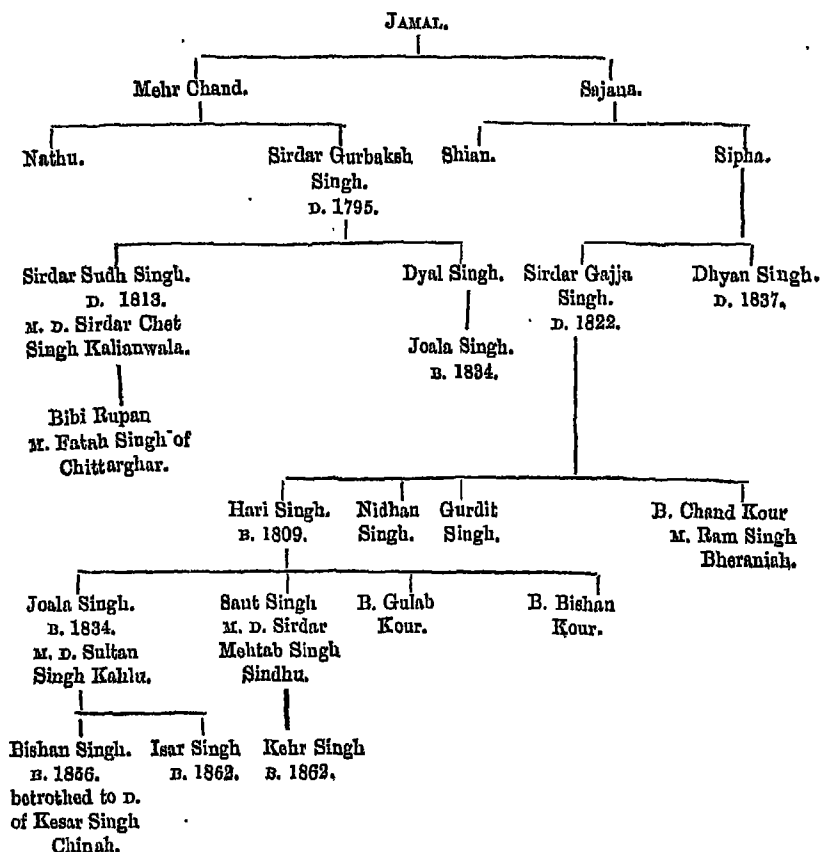 JAMAL.
Mehr Chand.
Sajana.
Nathu.
Sirdar Gurbaksh
Singh.
D. 1795.
Shian.
Sipha.
Sirdar Sudh Singh.
D. 1813.
M. D. Sirdar Chet
Singh Kalianwala.
Dyal Singh.
Joala Singh.
B. 1834.
Sirdar Gajja
Singh.
D. 1822.
Dhyan Singh.
D. 1837.
Bibi Rupan
M. Fatah Singh of
Chittarghar.
Hari Singh.
B. 1809.
Nidhan
Singh.
Gurdit
Singh.
B. Chand Kour
M. Ram Singh
Bheraniah.
Joala Singh.
B. 1834.
M. D. Sultan
Singh Kahlu.
Sant Singh
M. D. Sirdar
Mehtab Singh
Sindhu.
B. Gulab
Kour.
B. Bishan
Kour.
Bishan Singh.
B. 1856.
betrothed to D.
of Kesar Singh
Chinah.
Isar Singh
B. 1862.
Kehr Singh
B. 1862.